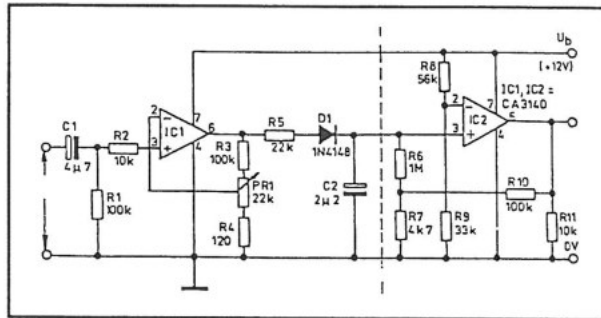 U_b
(+12V)
R8
56k
IC1, IC2 =
CA3140
C1
4µ7
R2
10k
2
3
IC1
7
6
4
R5
22k
D1
1N4148
2
3
IC2
7
4
R3
100k
PR1
22k
R4
120
R1
100k
C2
2µ2
R6
1M
R7
4k7
R9
33k
R10
100k
R11
10k
0V